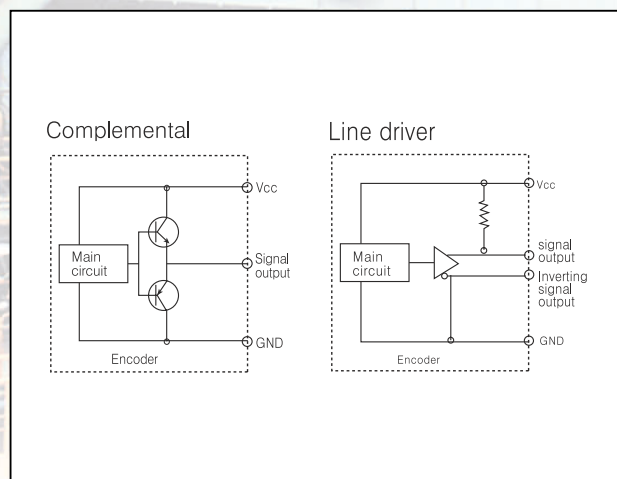 Complemental
Vcc
Main
circuit
Signal
output
GND
Encoder
Line driver
Vcc
Main
circuit
signal
output
Inverting
signal
output
GND
Encoder